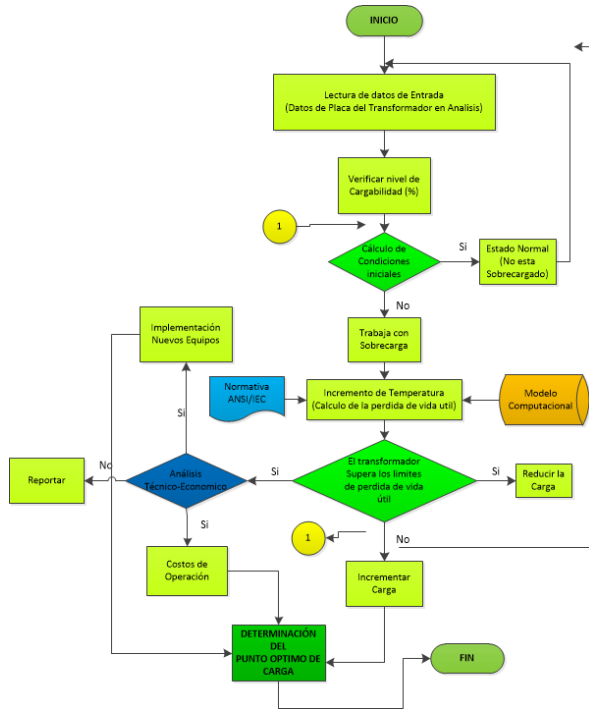 INICIO
Lectura de datos de Entrada
(Datos de Placa del Transformador en Analisis)
Verificar nivel de
Cargabilidad (%)
1
Cálculo de
Condiciones
iniciales
Si
Estado Normal
(No esta
Sobrecargado)
No
Implementación
Nuevos Equipos
Trabaja con
Sobrecarga
Normativa
ANSI/IEC
Incremento de Temperatura
(Calculo de la perdida de vida util)
Modelo
Computacional
Si
El transformador
Supera los limites
de perdida de vida
útil
Si
Reducir la
Carga
Si
Análisis
Técnico-Economico
No
Reportar
Si
1
No
Costos de
Operación
Incrementar
Carga
DETERMINACIÓN
DEL
PUNTO OPTIMO DE
CARGA
FIN